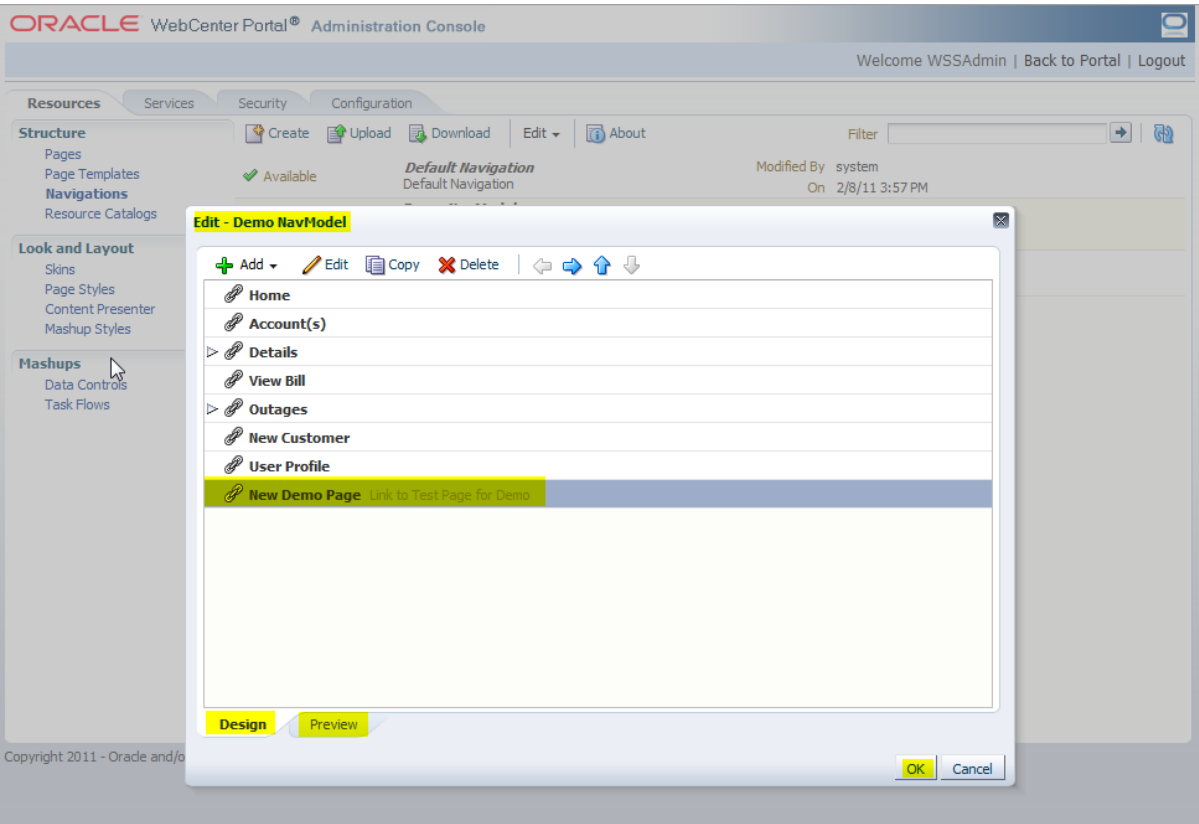 ORACLE WebCenter Portal® Administration Console
Welcome WSSAdmin | Back to Portal | Logout
Resources Services Security Configuration
Structure
Pages
Page Templates
Navigations
Resource Catalogs
Look and Layout
Skins
Page Styles
Content Presenter
Mashup Styles
Mashups
Data Controls
Task Flows
Create Upload Download Edit About Filter
Available Default Navigation Modified By system
Default Navigation On 2/8/11 3:57 PM
Edit - Demo NavModel
Add Edit Copy Delete
Home
Account(s)
Details
View Bill
Outages
New Customer
User Profile
New Demo Page Link to Test Page for Demo
Design Preview
OK Cancel
Copyright 2011 - Oracle and/o